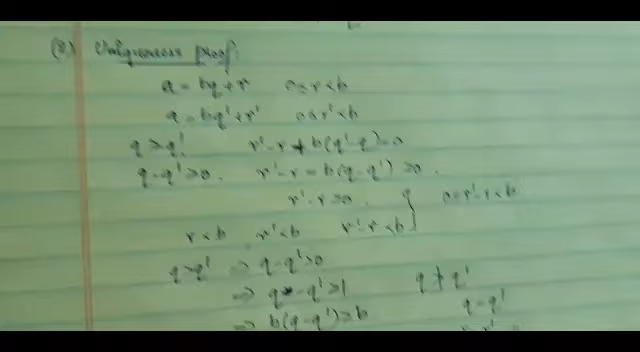 (2) Uniqueness proof:
a = bq + r   0 ≤ r < b
a = bq' + r'   0 ≤ r' < b
q > q'   r' - r + b(q' - q) = 0
q - q' > 0.   r' - r = b(q - q') > 0.
r' - r > 0.   0 < r' - r < b
r < b   r' < b   r' - r < b
q > q' ⇒ q - q' > 0
⇒ q - q' ≥ 1   q ≯ q'
⇒ b(q - q') ≥ b   q = q'